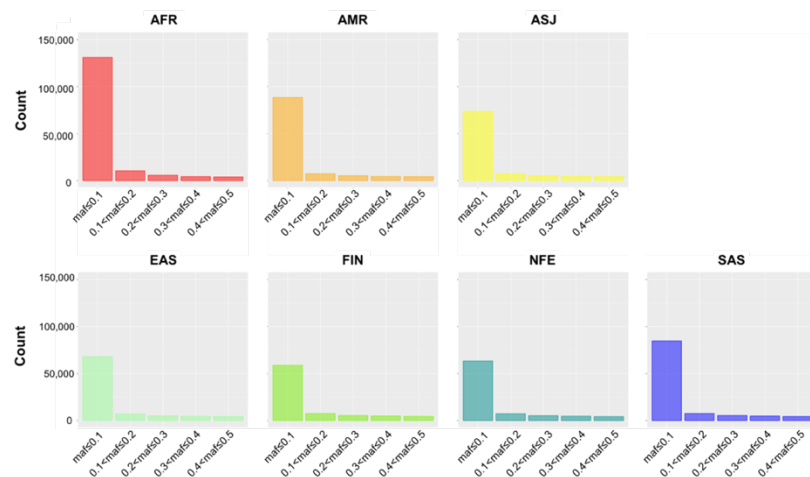 AFR AMR ASJ
Count
150,000
100,000
50,000
0
maf≤0.1 0.1<maf≤0.2 0.2<maf≤0.3 0.3<maf≤0.4 0.4<maf≤0.5
maf≤0.1 0.1<maf≤0.2 0.2<maf≤0.3 0.3<maf≤0.4 0.4<maf≤0.5
maf≤0.1 0.1<maf≤0.2 0.2<maf≤0.3 0.3<maf≤0.4 0.4<maf≤0.5
EAS FIN NFE SAS
Count
150,000
100,000
50,000
0
maf≤0.1 0.1<maf≤0.2 0.2<maf≤0.3 0.3<maf≤0.4 0.4<maf≤0.5
maf≤0.1 0.1<maf≤0.2 0.2<maf≤0.3 0.3<maf≤0.4 0.4<maf≤0.5
maf≤0.1 0.1<maf≤0.2 0.2<maf≤0.3 0.3<maf≤0.4 0.4<maf≤0.5
maf≤0.1 0.1<maf≤0.2 0.2<maf≤0.3 0.3<maf≤0.4 0.4<maf≤0.5